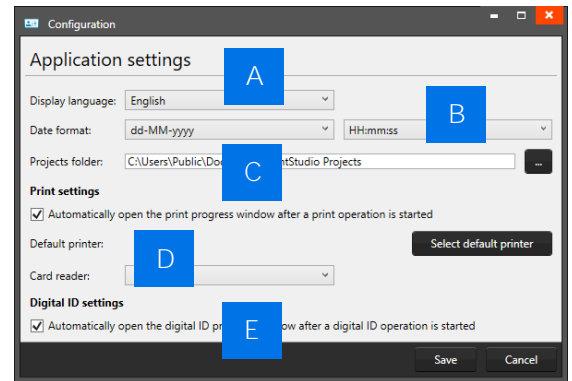 Configuration
Application settings
A
Display language: English
B
Date format: dd-MM-yyyy HH:mm:ss
Projects folder: C:\Users\Public\Do ntStudio Projects ...
C
Print settings
Automatically open the print progress window after a print operation is started
Default printer: Select default printer
D
Card reader:
Digital ID settings
Automatically open the digital ID pr ow after a digital ID operation is started
E
Save Cancel